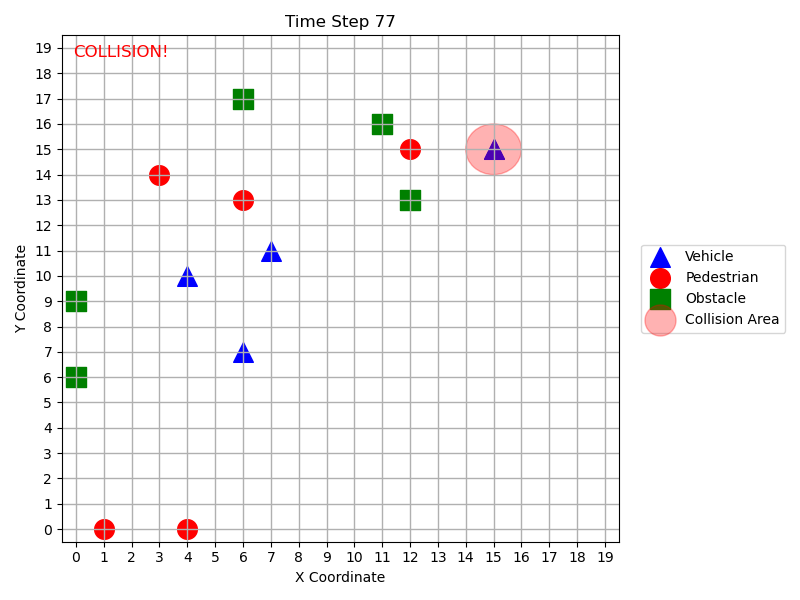 Time Step 77
COLLISION!
Y Coordinate
19
18
17
16
15
14
13
12
11
10
9
8
7
6
5
4
3
2
1
0
0 1 2 3 4 5 6 7 8 9 10 11 12 13 14 15 16 17 18 19
X Coordinate
Vehicle
Pedestrian
Obstacle
Collision Area